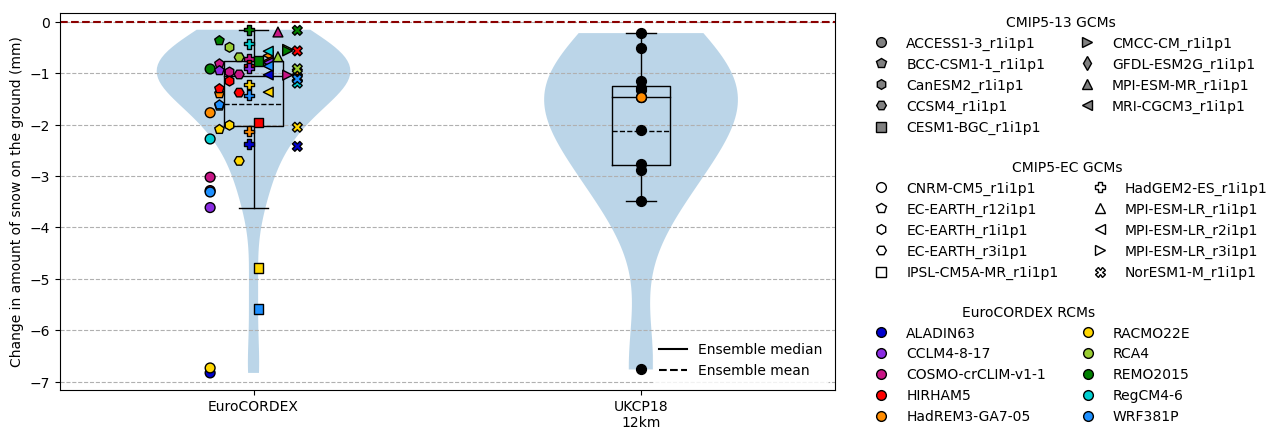 Change in amount of snow on the ground (mm)
0
−1
−2
−3
−4
−5
−6
−7
EuroCORDEX
UKCP18
12km
Ensemble median
Ensemble mean
CMIP5-13 GCMs
ACCESS1-3_r1i1p1
BCC-CSM1-1_r1i1p1
CanESM2_r1i1p1
CCSM4_r1i1p1
CESM1-BGC_r1i1p1
CMCC-CM_r1i1p1
GFDL-ESM2G_r1i1p1
MPI-ESM-MR_r1i1p1
MRI-CGCM3_r1i1p1
CMIP5-EC GCMs
CNRM-CM5_r1i1p1
EC-EARTH_r12i1p1
EC-EARTH_r1i1p1
EC-EARTH_r3i1p1
IPSL-CM5A-MR_r1i1p1
HadGEM2-ES_r1i1p1
MPI-ESM-LR_r1i1p1
MPI-ESM-LR_r2i1p1
MPI-ESM-LR_r3i1p1
NorESM1-M_r1i1p1
EuroCORDEX RCMs
ALADIN63
CCLM4-8-17
COSMO-crCLIM-v1-1
HIRHAM5
HadREM3-GA7-05
RACMO22E
RCA4
REMO2015
RegCM4-6
WRF381P